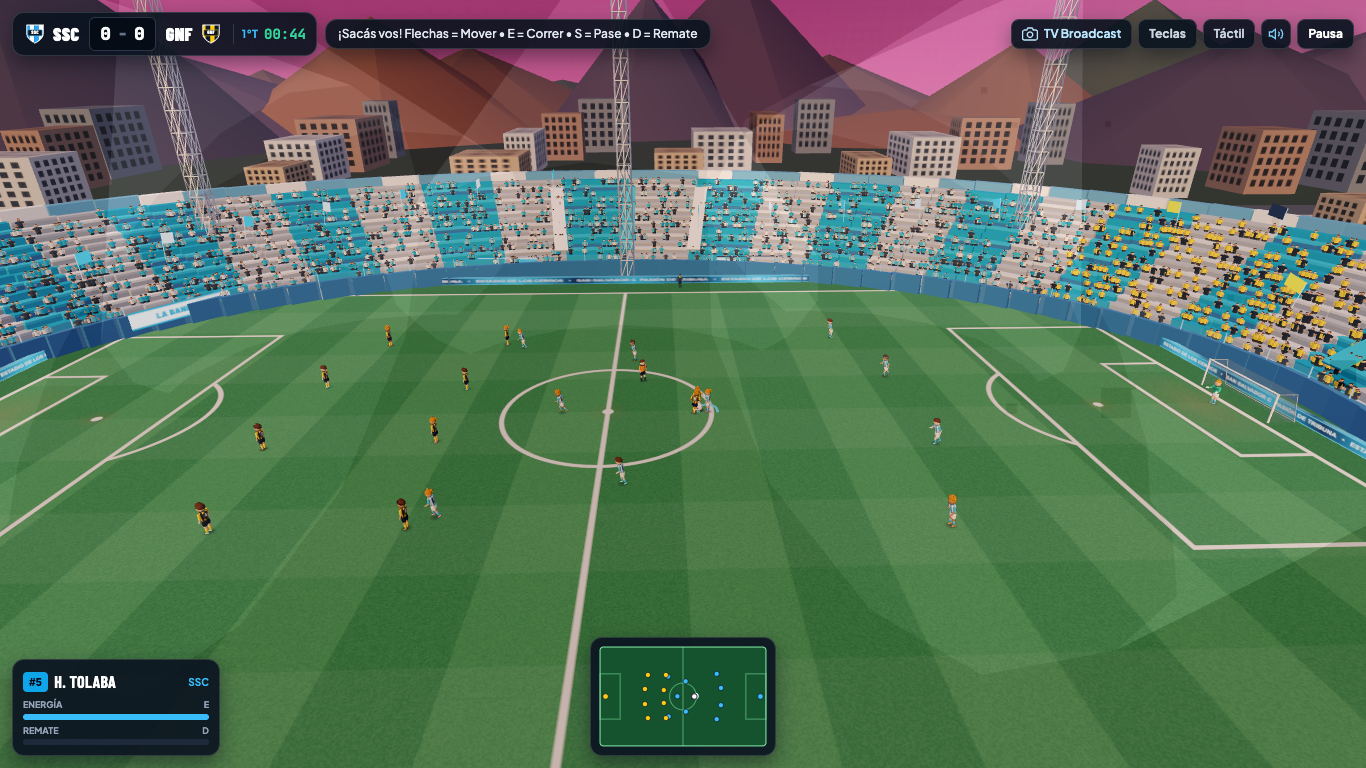 SSC 0 - 0 GNF 1°T 00:44
¡Sacás vos! Flechas = Mover • E = Correr • S = Pase • D = Remate
TV Broadcast
Teclas
Táctil
Pausa
LA BAN
#5 H. TOLABA SSC
ENERGÍA E
REMATE D